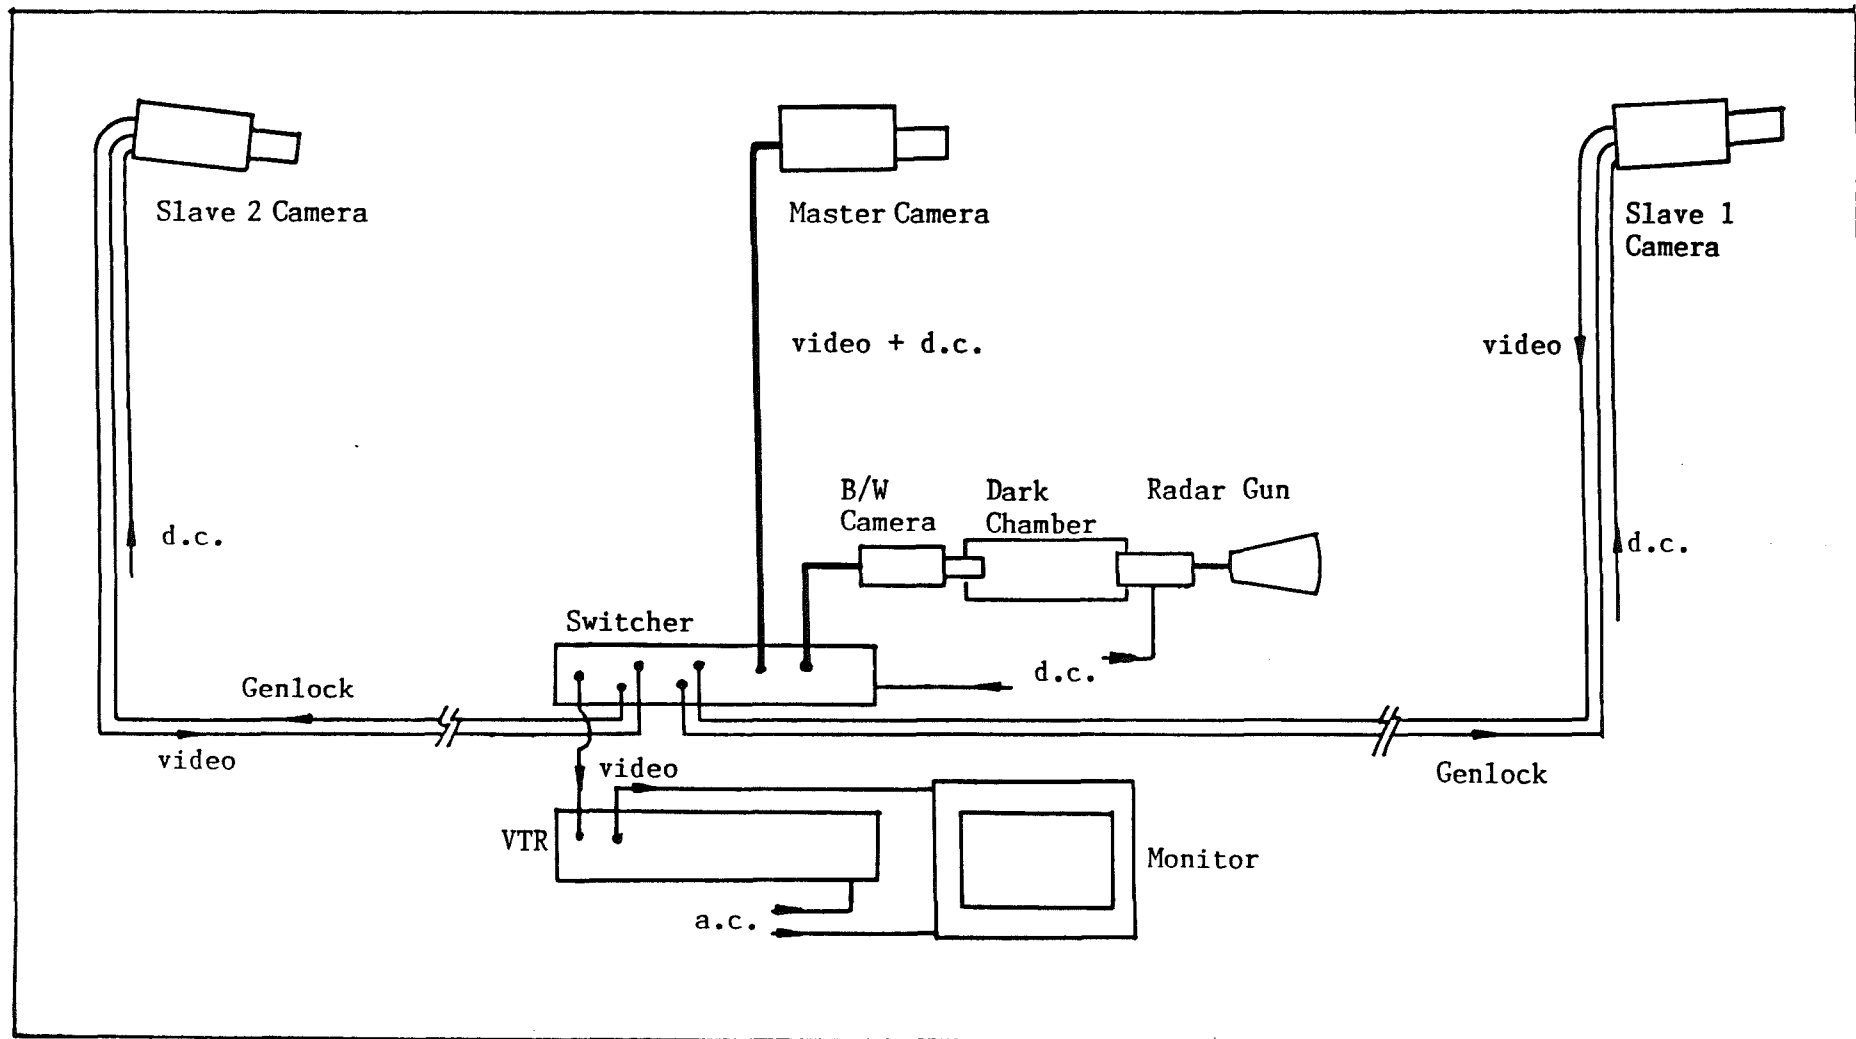 Slave 2 Camera
Master Camera
Slave 1
Camera
video + d.c.
video
B/W
Camera
Dark
Chamber
Radar Gun
d.c.
d.c.
Switcher
d.c.
Genlock
video
video
Genlock
VTR
Monitor
a.c.